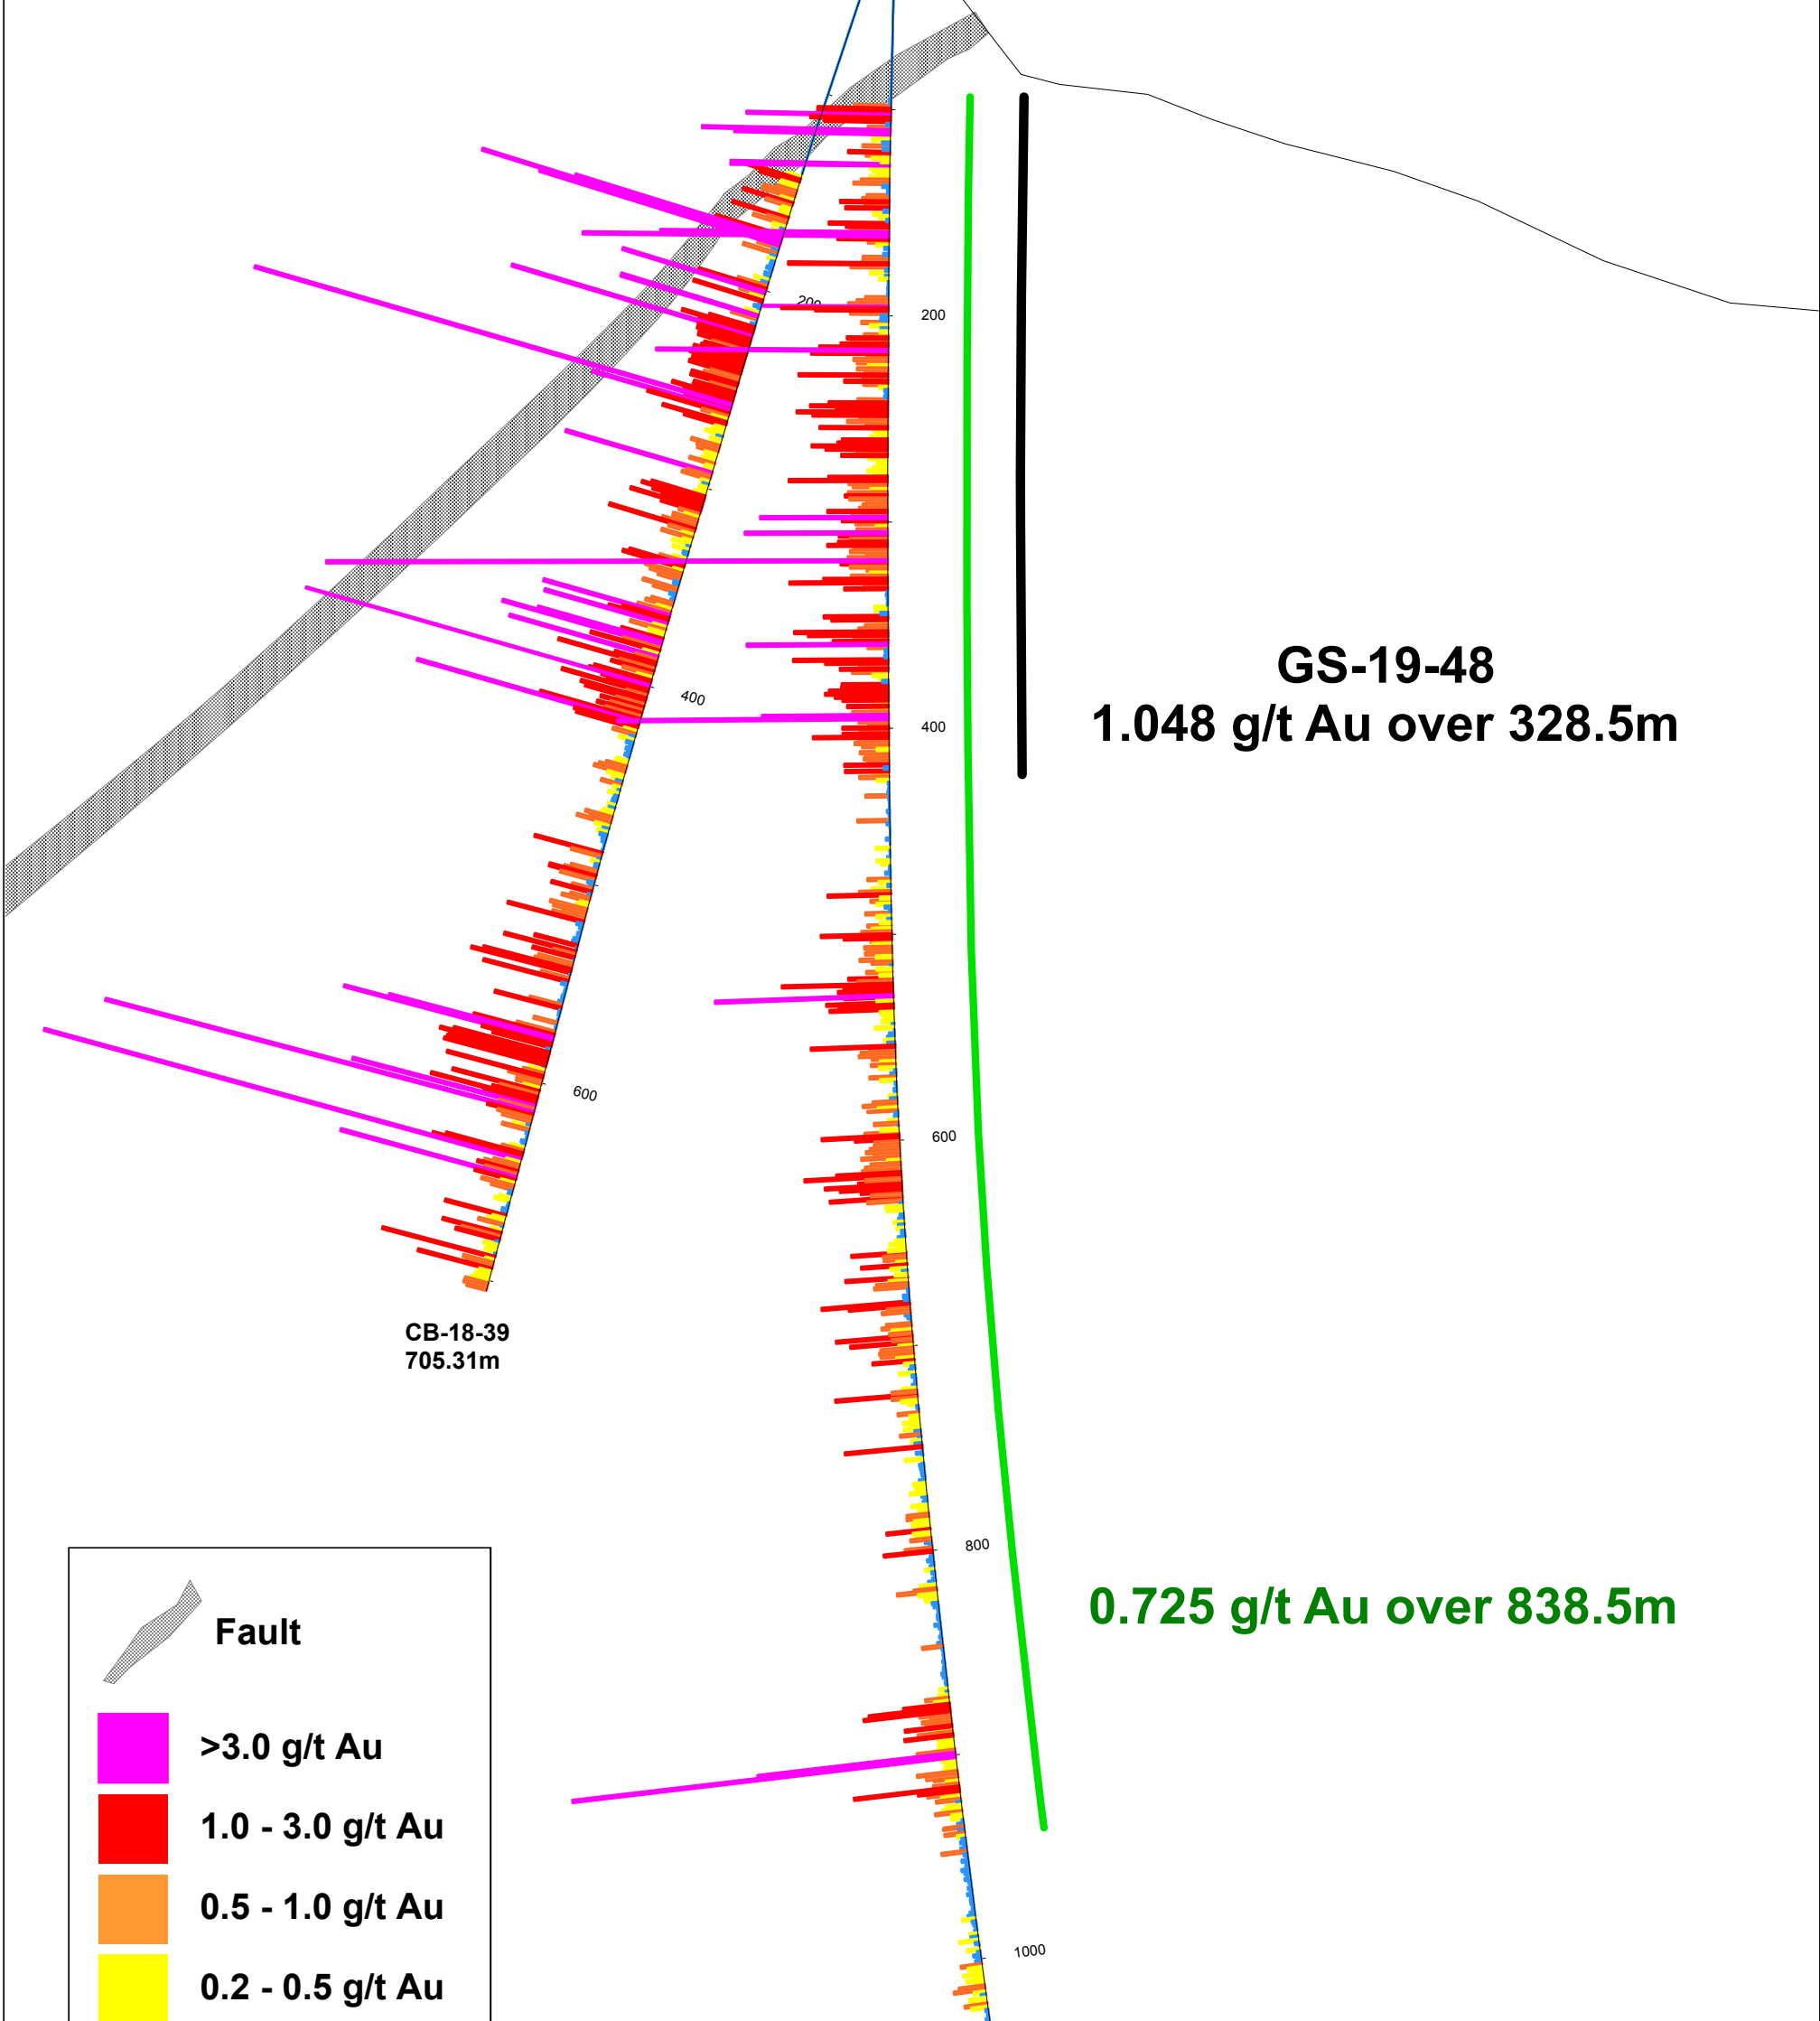 200
200
400
400
GS-19-48
1.048 g/t Au over 328.5m
600
600
CB-18-39
705.31m
800
0.725 g/t Au over 838.5m
1000
Fault
>3.0 g/t Au
1.0 - 3.0 g/t Au
0.5 - 1.0 g/t Au
0.2 - 0.5 g/t Au